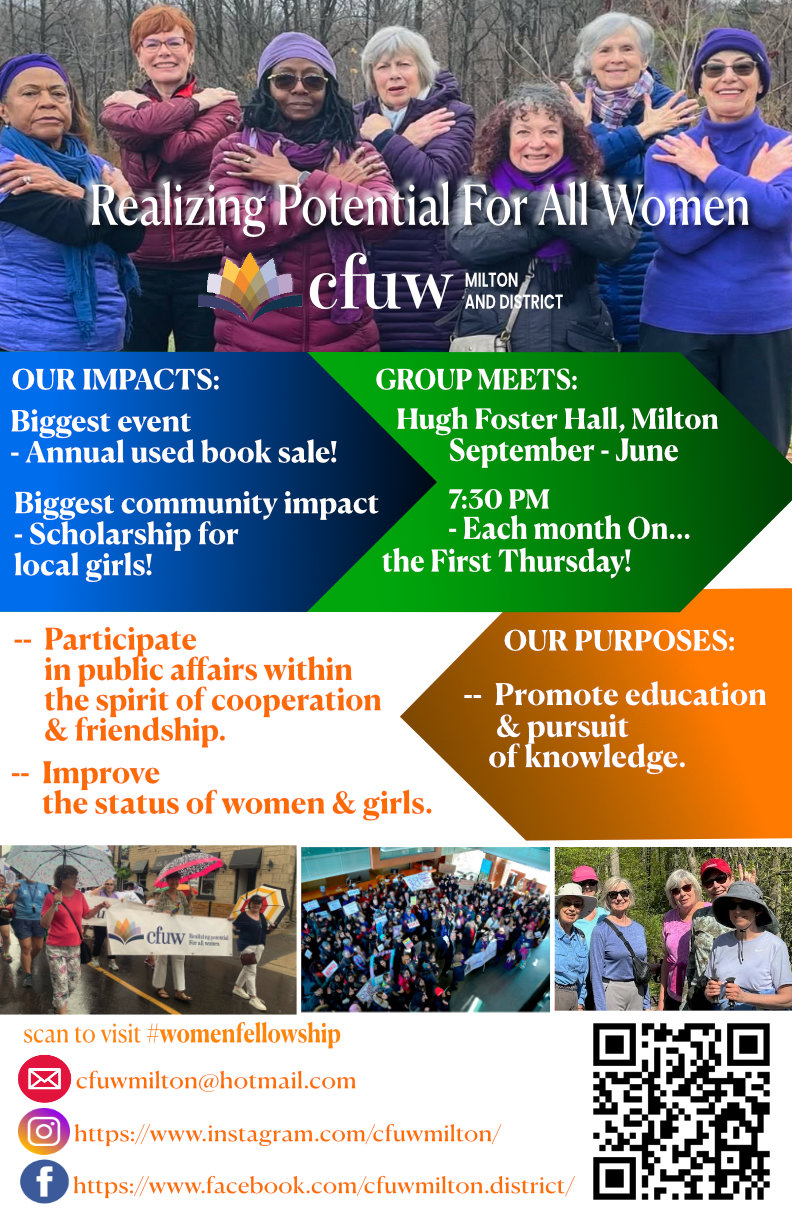 Realizing Potential For All Women
cfuw MILTON
AND DISTRICT
OUR IMPACTS:
Biggest event
- Annual used book sale!
Biggest community impact
- Scholarship for
local girls!
GROUP MEETS:
Hugh Foster Hall, Milton
September - June
7:30 PM
- Each month On...
the First Thursday!
OUR PURPOSES:
-- Promote education
& pursuit
of knowledge.
-- Participate
in public affairs within
the spirit of cooperation
& friendship.
-- Improve
the status of women & girls.
cfuw Realizing potential
For all women
scan to visit #womenfellowship
cfuwmilton@hotmail.com
https://www.instagram.com/cfuwmilton/
https://www.facebook.com/cfuwmilton.district/